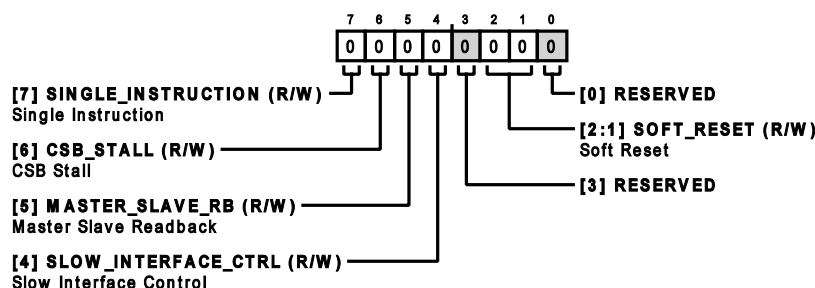 7 6 5 4 3 2 1 0
0 0 0 0 0 0 0 0
[7] SINGLE_INSTRUCTION (R/W)
Single Instruction
[6] CSB_STALL (R/W)
CSB Stall
[5] MASTER_SLAVE_RB (R/W)
Master Slave Readback
[4] SLOW_INTERFACE_CTRL (R/W)
Slow Interface Control
[0] RESERVED
[2:1] SOFT_RESET (R/W)
Soft Reset
[3] RESERVED